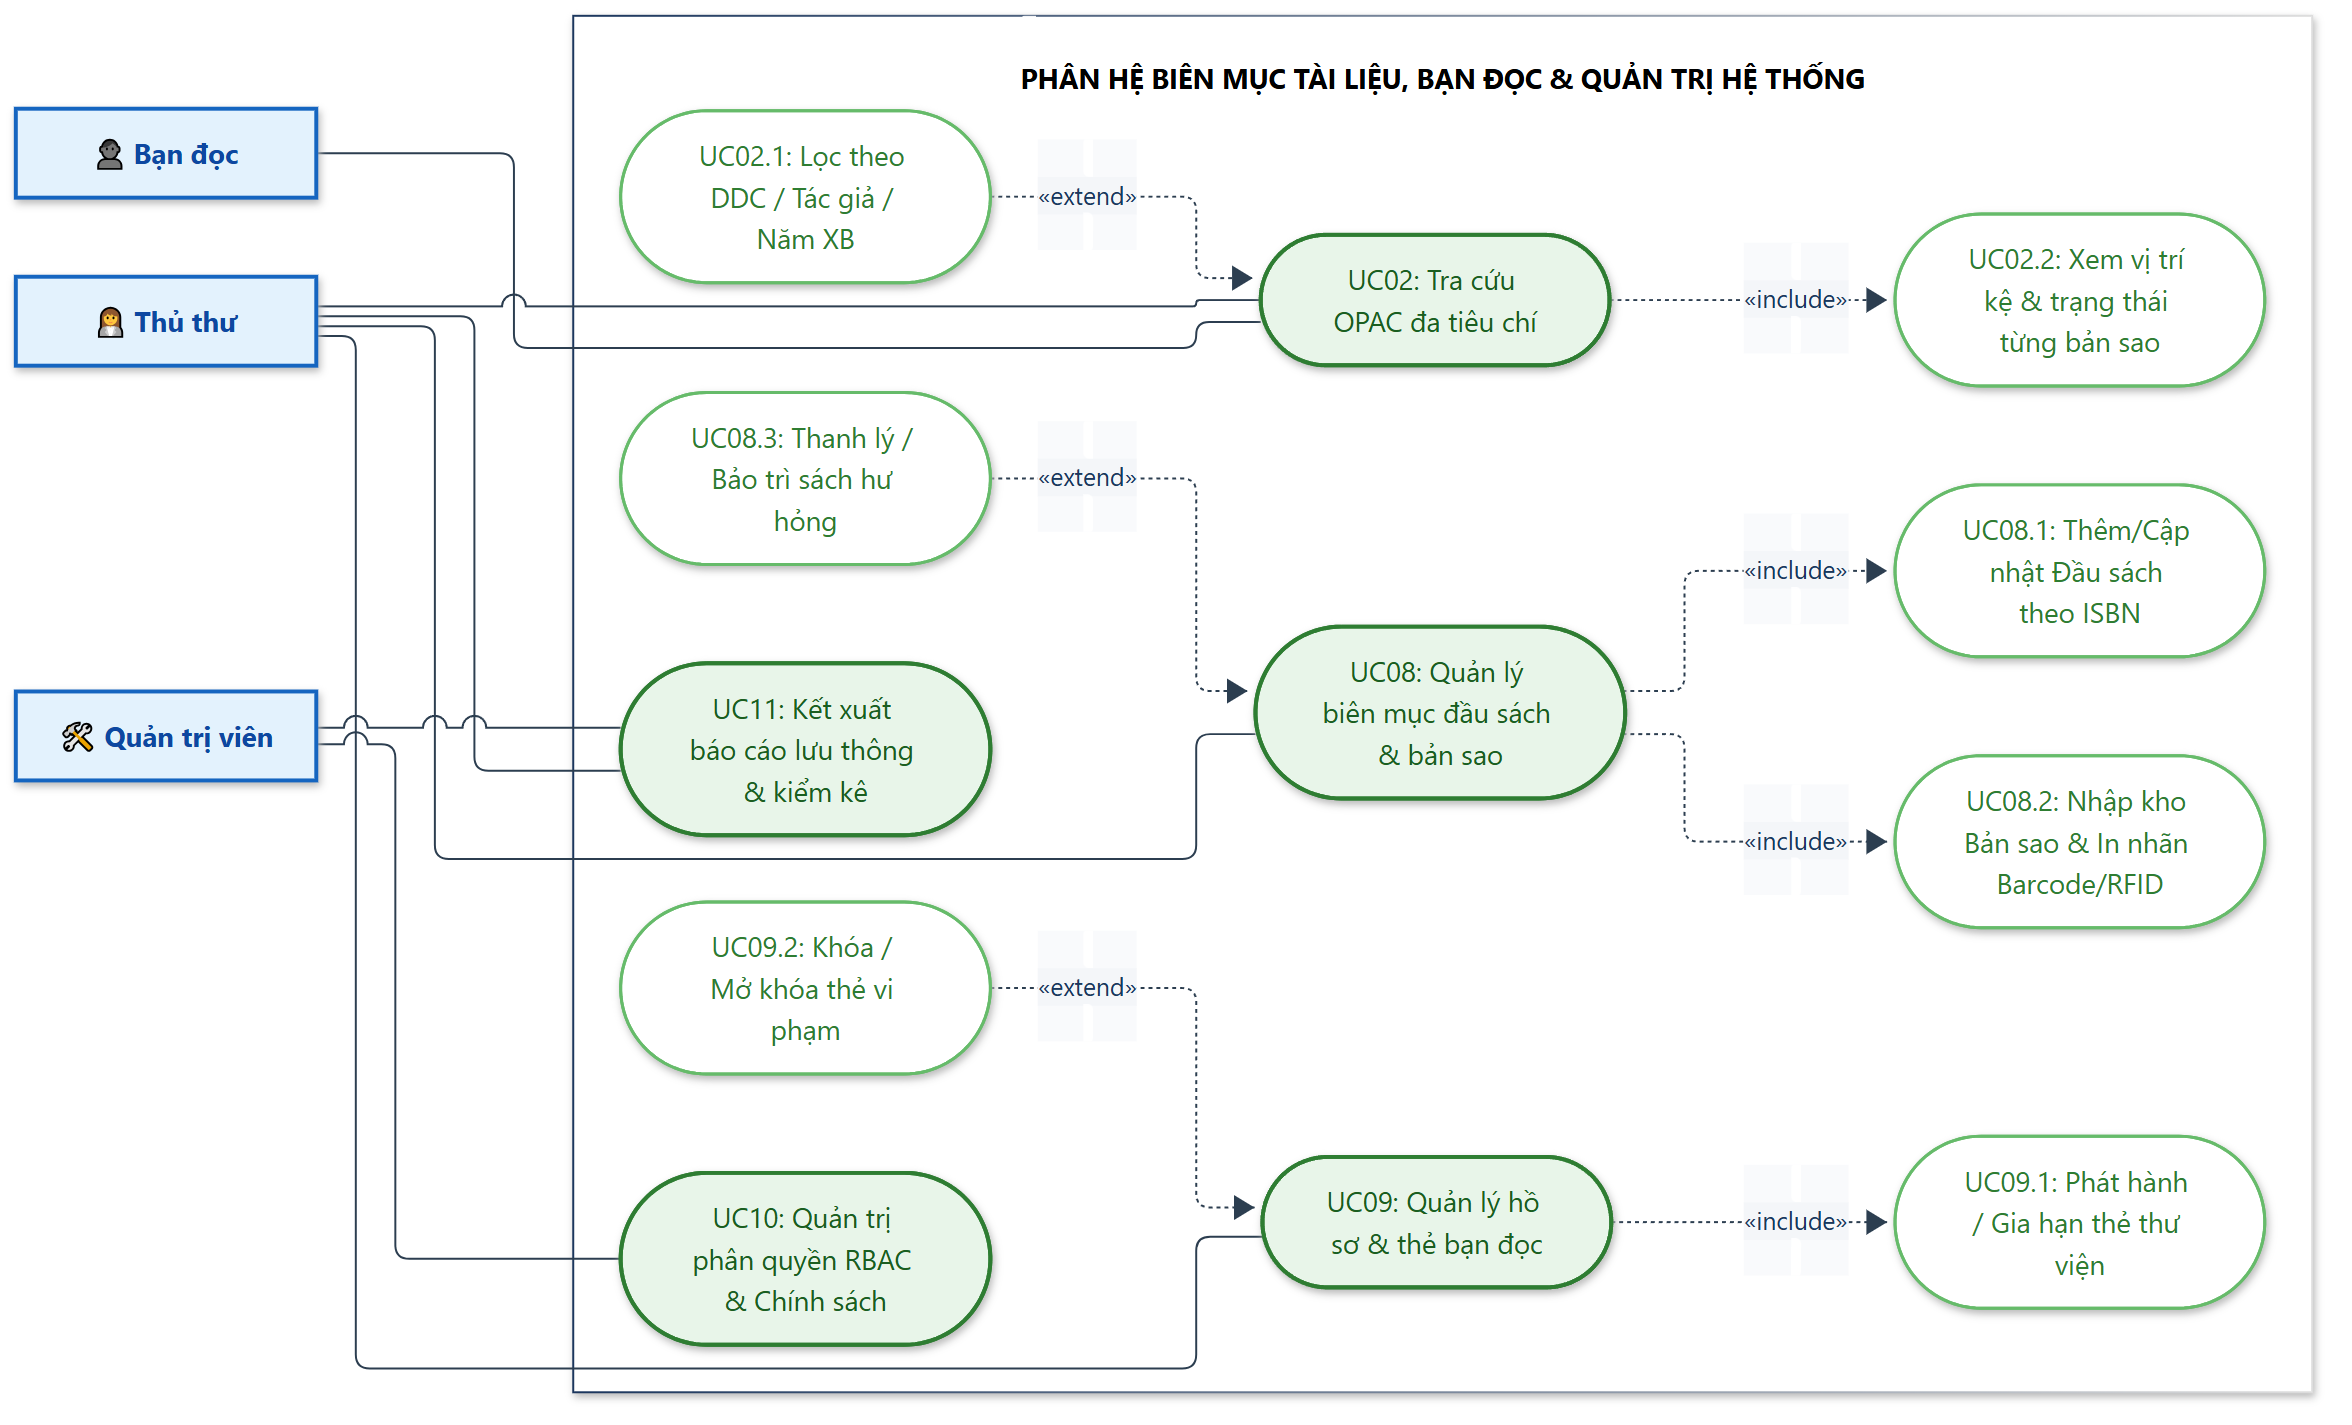 PHÂN HỆ BIÊN MỤC TÀI LIỆU, BẠN ĐỌC & QUẢN TRỊ HỆ THỐNG
Bạn đọc
Thủ thư
Quản trị viên
UC02.1: Lọc theo
DDC / Tác giả /
Năm XB
«extend»
UC02: Tra cứu
OPAC đa tiêu chí
«include»
UC02.2: Xem vị trí
kệ & trạng thái
từng bản sao
UC08.3: Thanh lý /
Bảo trì sách hư
hỏng
«extend»
UC08: Quản lý
biên mục đầu sách
& bản sao
«include»
UC08.1: Thêm/Cập
nhật Đầu sách
theo ISBN
«include»
UC08.2: Nhập kho
Bản sao & In nhãn
Barcode/RFID
UC11: Kết xuất
báo cáo lưu thông
& kiểm kê
UC09.2: Khóa /
Mở khóa thẻ vi
phạm
«extend»
UC09: Quản lý hồ
sơ & thẻ bạn đọc
«include»
UC09.1: Phát hành
/ Gia hạn thẻ thư
viện
UC10: Quản trị
phân quyền RBAC
& Chính sách